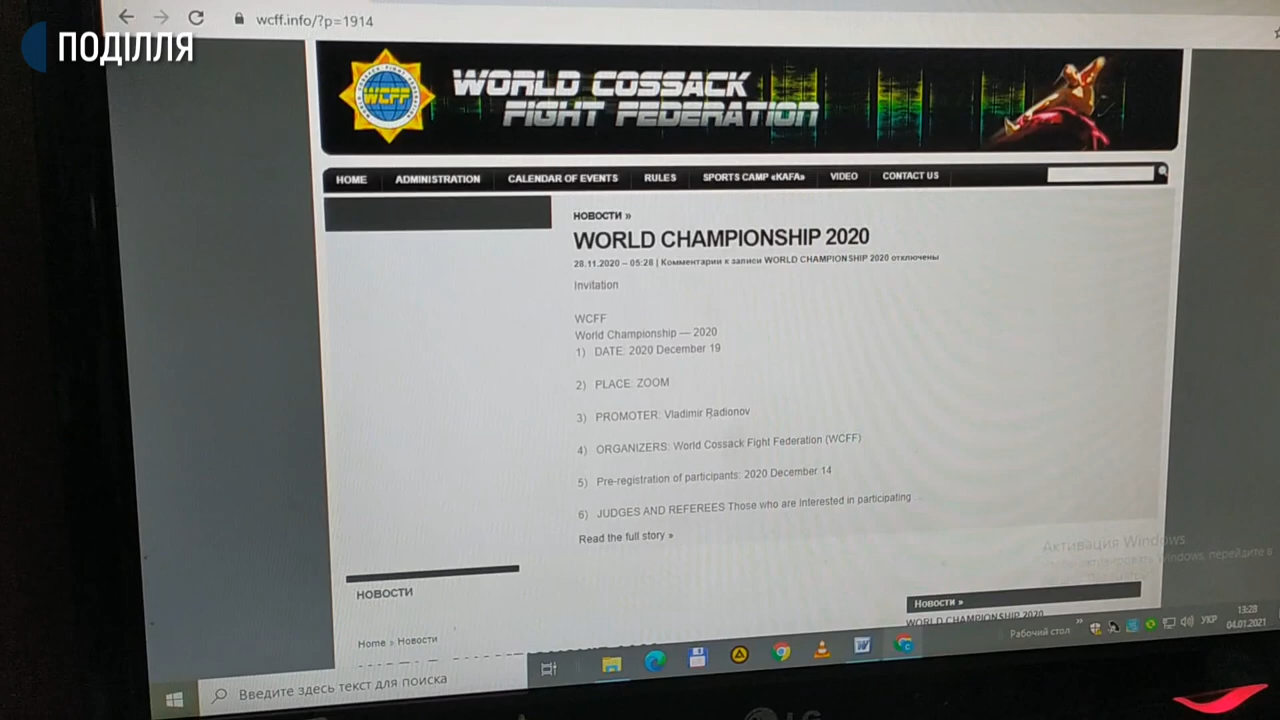 wcff.info/?p=1914
ПОДІЛЛЯ
WCFF
WORLD COSSACK
FIGHT FEDERATION
HOME ADMINISTRATION CALENDAR OF EVENTS RULES SPORTS CAMP «KAFA» VIDEO CONTACT US
НОВОСТИ »
WORLD CHAMPIONSHIP 2020
28.11.2020 – 05:28 | Комментарии к записи WORLD CHAMPIONSHIP 2020 отключены
Invitation
WCFF
World Championship — 2020
1) DATE: 2020 December 19
2) PLACE: ZOOM
3) PROMOTER: Vladimir Radionov
4) ORGANIZERS: World Cossack Fight Federation (WCFF)
5) Pre-registration of participants: 2020 December 14
6) JUDGES AND REFEREES Those who are interested in participating
Read the full story »
Активация Windows
Windows, перейдите в
НОВОСТИ
Новости »
WORLD CHAMPIONSHIP 2020
Home » Новости
Рабочий стол
УКР
13:28
04.01.2021
Введите здесь текст для поиска
LG